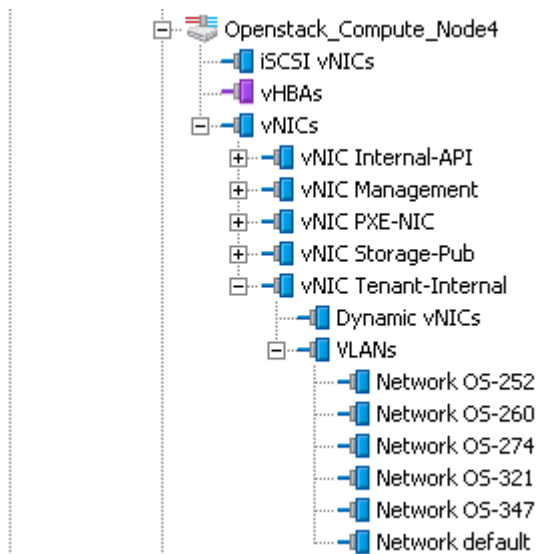 Openstack_Compute_Node4
iSCSI vNICs
vHBAs
vNICs
vNIC Internal-API
vNIC Management
vNIC PXE-NIC
vNIC Storage-Pub
vNIC Tenant-Internal
Dynamic vNICs
VLANs
Network OS-252
Network OS-260
Network OS-274
Network OS-321
Network OS-347
Network default